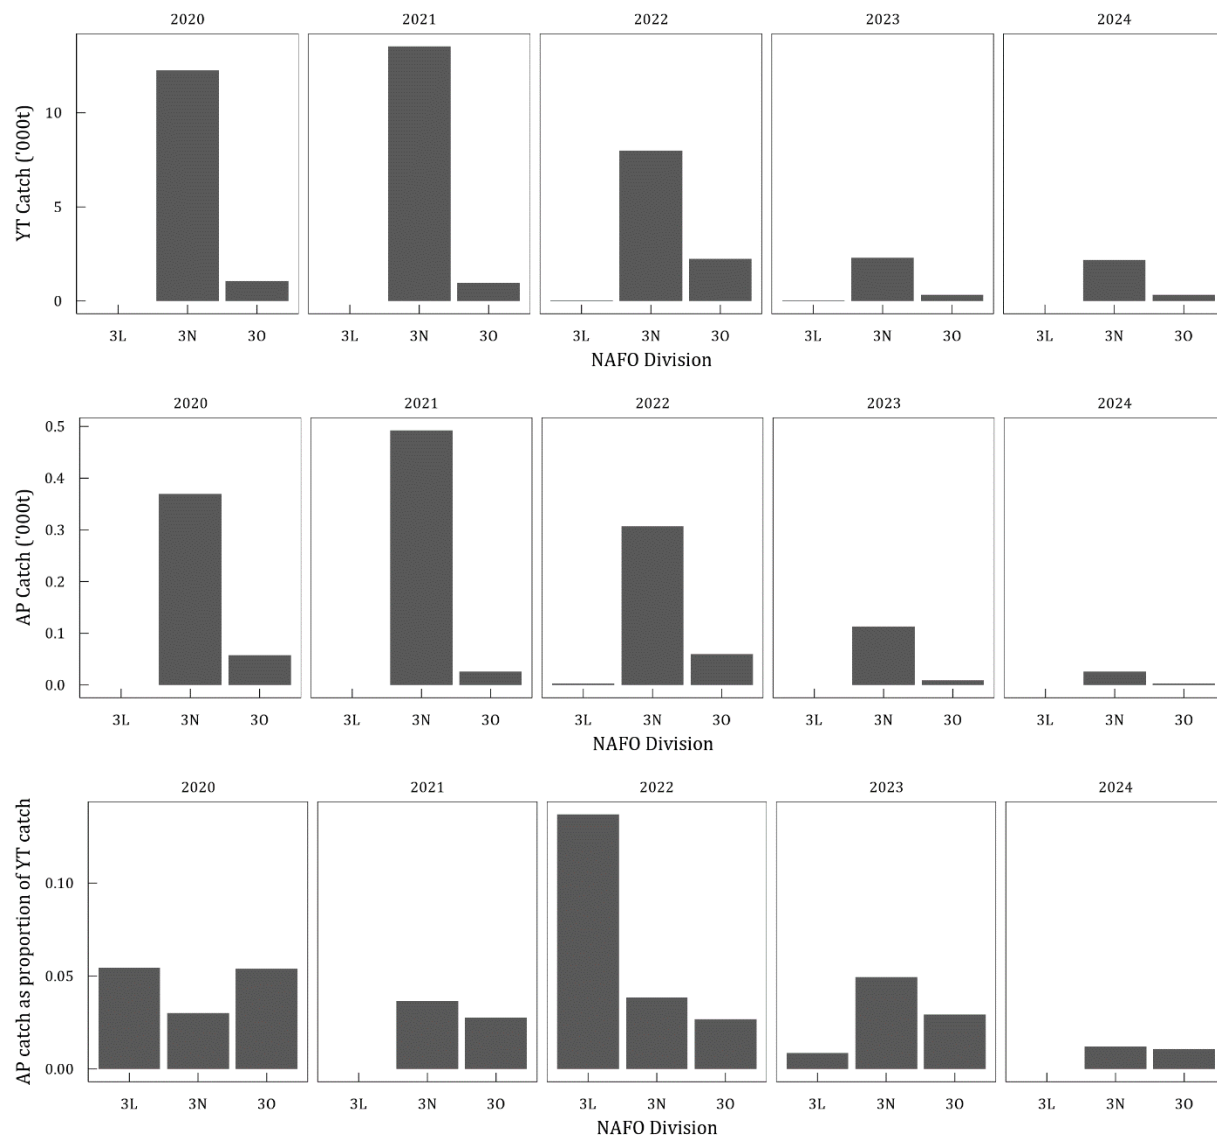 2020 2021 2022 2023 2024
YT Catch ('000t)
10
5
0
3L 3N 3O 3L 3N 3O 3L 3N 3O 3L 3N 3O 3L 3N 3O
NAFO Division
2020 2021 2022 2023 2024
AP Catch ('000t)
0.5
0.4
0.3
0.2
0.1
0.0
3L 3N 3O 3L 3N 3O 3L 3N 3O 3L 3N 3O 3L 3N 3O
NAFO Division
2020 2021 2022 2023 2024
AP catch as proportion of YT catch
0.10
0.05
0.00
3L 3N 3O 3L 3N 3O 3L 3N 3O 3L 3N 3O 3L 3N 3O
NAFO Division